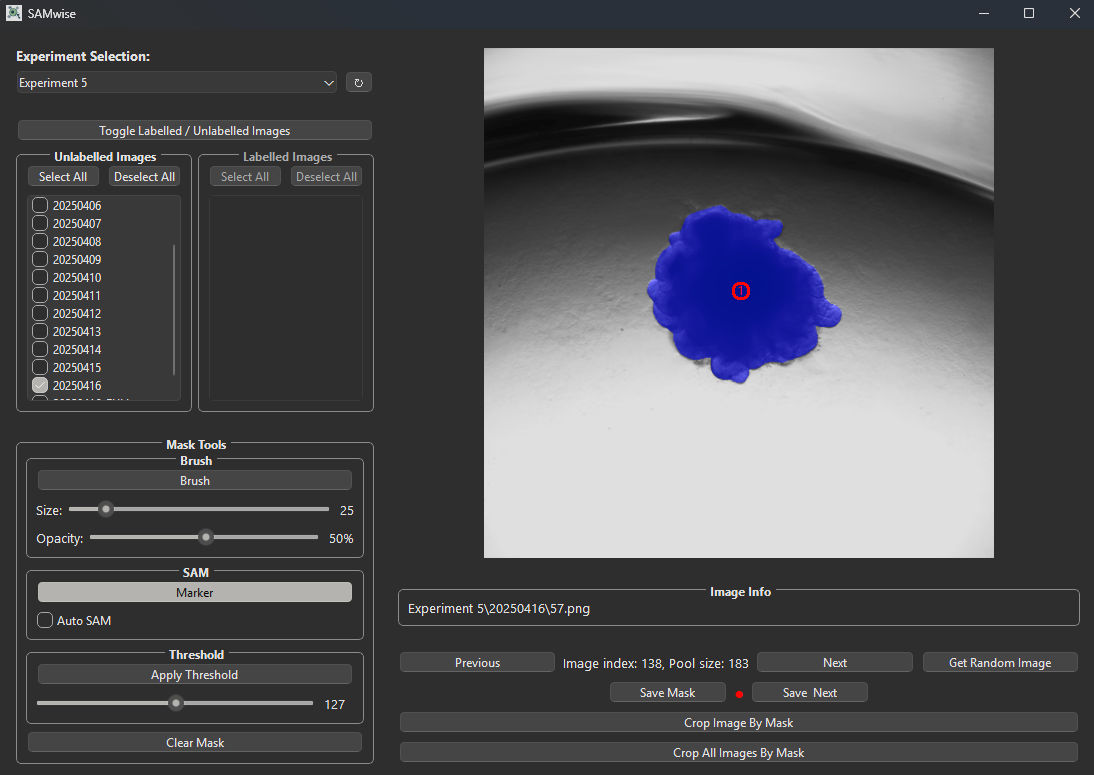 SAMwise
Experiment Selection:
Experiment 5
Toggle Labelled / Unlabelled Images
Unlabelled Images
Select All Deselect All
20250406
20250407
20250408
20250409
20250410
20250411
20250412
20250413
20250414
20250415
20250416
Labelled Images
Select All Deselect All
Mask Tools
Brush
Brush
Size: 25
Opacity: 50%
SAM
Marker
Auto SAM
Threshold
Apply Threshold
127
Clear Mask
1
Image Info
Experiment 5\20250416\57.png
Previous Image index: 138, Pool size: 183 Next Get Random Image
Save Mask Save Next
Crop Image By Mask
Crop All Images By Mask